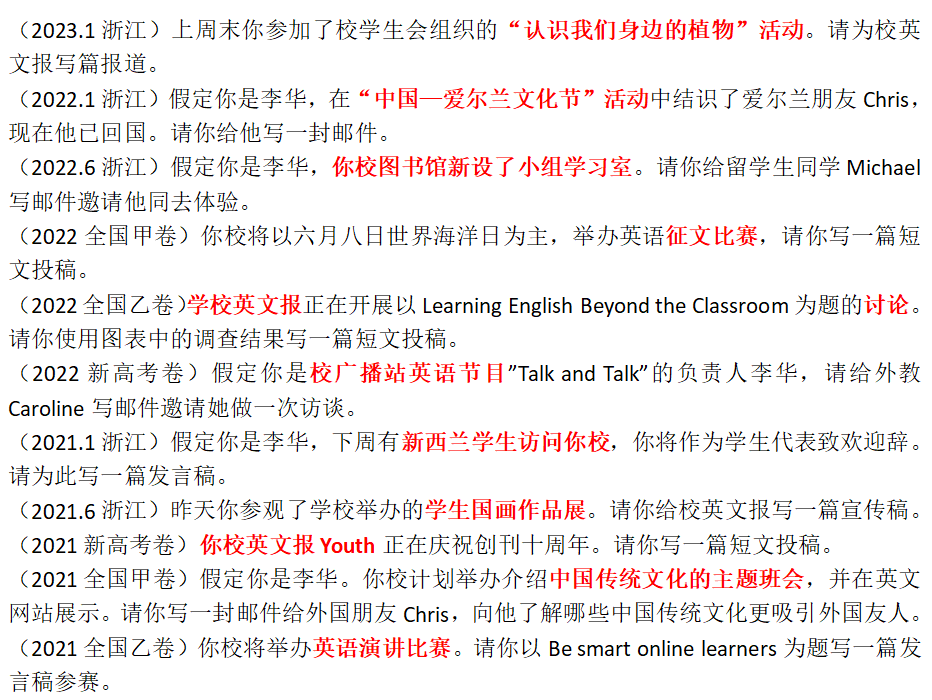 （2023.1 浙江）上周末你参加了校学生会组织的“认识我们身边的植物”活动。请为校英
文报写篇报道。
（2022.1 浙江）假定你是李华，在“中国—爱尔兰文化节”活动中结识了爱尔兰朋友 Chris，
现在他已回国。请你给他写一封邮件。
（2022.6 浙江）假定你是李华，你校图书馆新设了小组学习室。请你给留学生同学 Michael
写邮件邀请他同去体验。
（2022 全国甲卷）你校将以六月八日世界海洋日为主，举办英语征文比赛，请你写一篇短
文投稿。
（2022 全国乙卷）学校英文报正在开展以 Learning English Beyond the Classroom 为题的讨论。
请你使用图表中的调查结果写一篇短文投稿。
（2022 新高考卷）假定你是校广播站英语节目”Talk and Talk”的负责人李华，请给外教
Caroline 写邮件邀请她做一次访谈。
（2021.1 浙江）假定你是李华，下周有新西兰学生访问你校，你将作为学生代表致欢迎辞。
请为此写一篇发言稿。
（2021.6 浙江）昨天你参观了学校举办的学生国画作品展。请你给校英文报写一篇宣传稿。
（2021 新高考卷）你校英文报 Youth 正在庆祝创刊十周年。请你写一篇短文投稿。
（2021 全国甲卷）假定你是李华。你校计划举办介绍中国传统文化的主题班会，并在英文
网站展示。请你写一封邮件给外国朋友 Chris，向他了解哪些中国传统文化更吸引外国友人。
（2021 全国乙卷）你校将举办英语演讲比赛。请你以 Be smart online learners 为题写一篇发
言稿参赛。